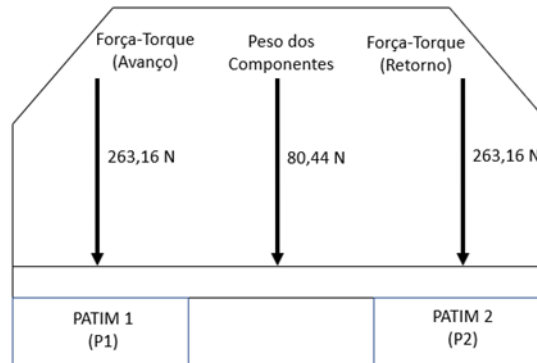 Força-Torque
(Avanço)
Peso dos
Componentes
Força-Torque
(Retorno)
263,16 N
80,44 N
263,16 N
PATIM 1
(P1)
PATIM 2
(P2)